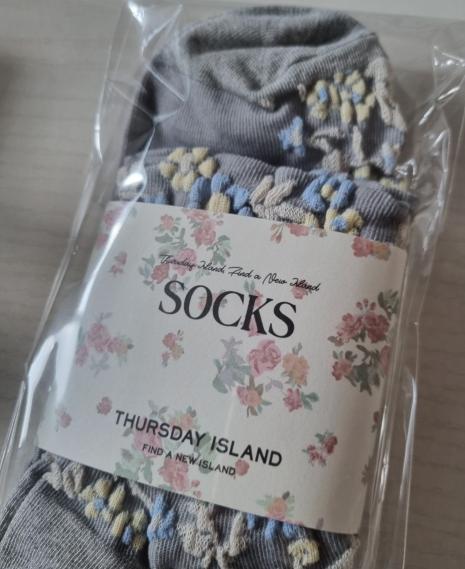 Thursday Island, Find a New Island
SOCKS
THURSDAY ISLAND
FIND A NEW ISLAND